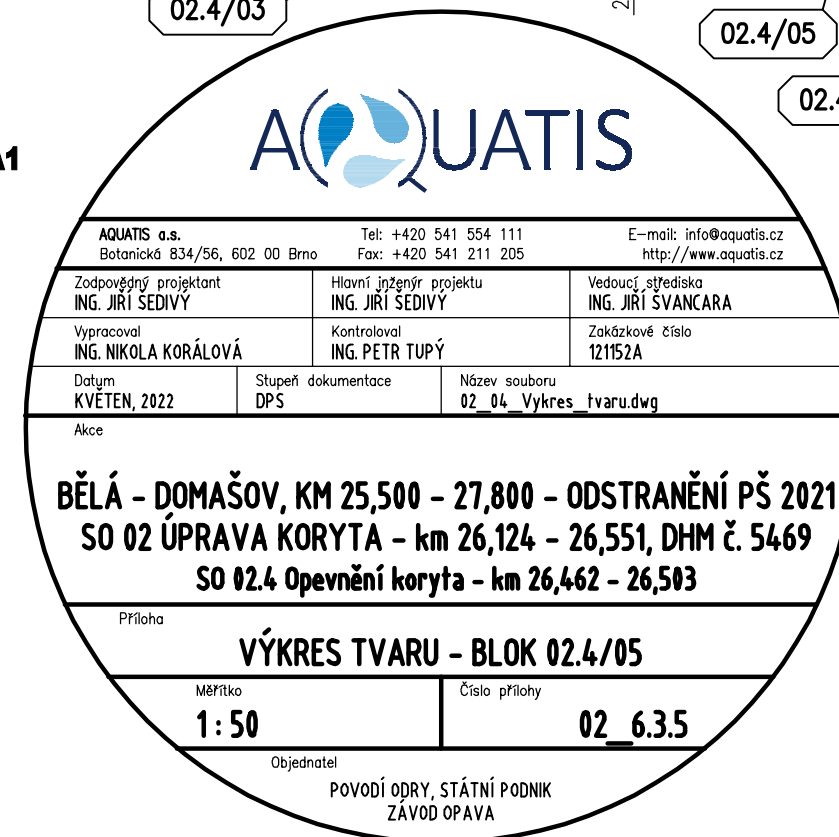 02.4/03
02.4/05
02.4
A1
AQUATIS
AQUATIS a.s. Tel: +420 541 554 111 E-mail: info@aquatis.cz
Botanická 834/56, 602 00 Brno Fax: +420 541 211 205 http://www.aquatis.cz
Zodpovědný projektant Hlavní inženýr projektu Vedoucí střediska
ING. JIŘÍ ŠEDIVÝ ING. JIŘÍ ŠEDIVÝ ING. JIŘÍ ŠVANCARA
Vypracoval Kontroloval Zakázkové číslo
ING. NIKOLA KORÁLOVÁ ING. PETR TUPÝ 121152A
Datum Stupeň dokumentace Název souboru
KVĚTEN, 2022 DPS 02_04_Vykres_tvaru.dwg
Akce
BĚLÁ - DOMAŠOV, KM 25,500 - 27,800 - ODSTRANĚNÍ PŠ 2021
SO 02 ÚPRAVA KORYTA - km 26,124 - 26,551, DHM č. 5469
SO 02.4 Opevnění koryta - km 26,462 - 26,503
Příloha
VÝKRES TVARU - BLOK 02.4/05
Měřítko Číslo přílohy
1:50 02_6.3.5
Objednatel
POVODÍ ODRY, STÁTNÍ PODNIK
ZÁVOD OPAVA